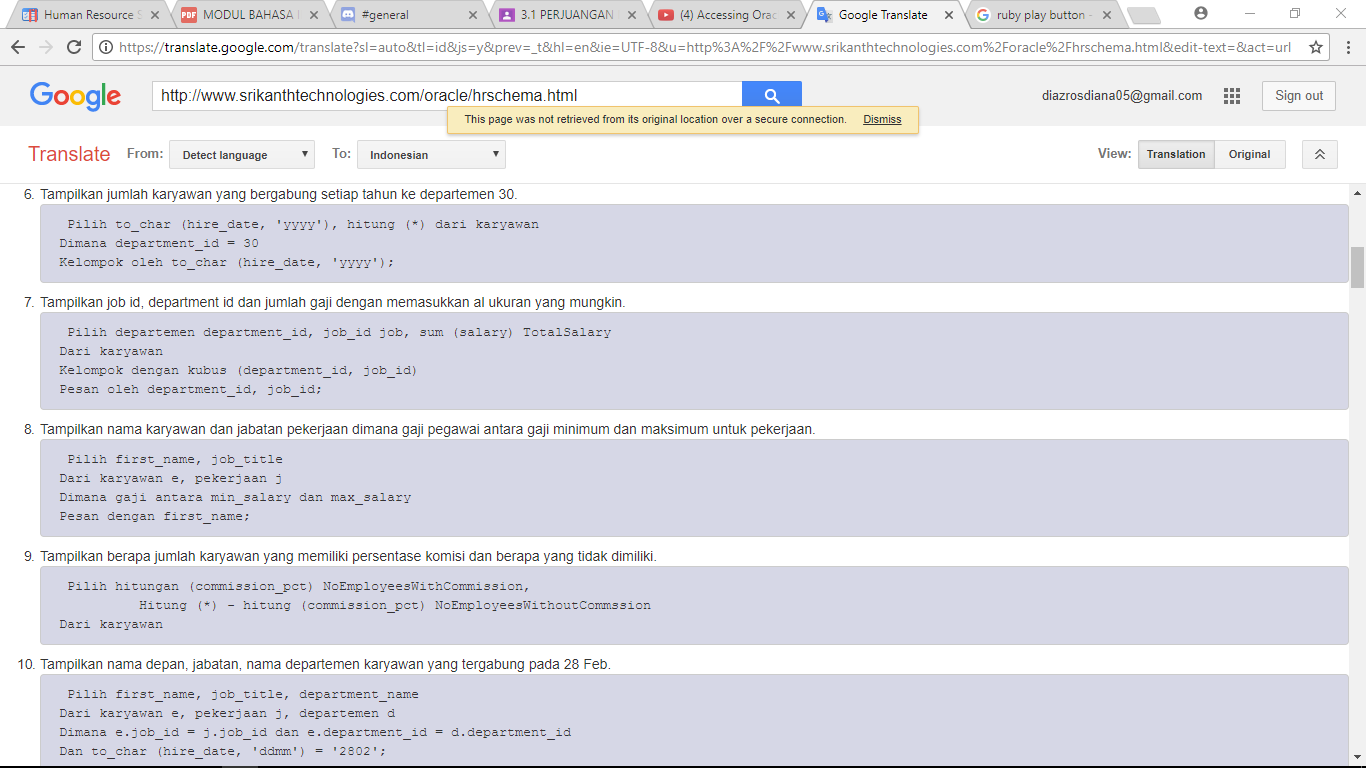 Human Resource S
MODUL BAHASA
#general
3.1 PERJUANGAN
(4) Accessing Orac
Google Translate
ruby play button -
https://translate.google.com/translate?sl=auto&tl=id&js=y&prev=_t&hl=en&ie=UTF-8&u=http%3A%2F%2Fwww.srikanthtechnologies.com%2Foracle%2Fhrschema.html&edit-text=&act=url
Google
http://www.srikanthtechnologies.com/oracle/hrschema.html
diazrosdiana05@gmail.com
Sign out
This page was not retrieved from its original location over a secure connection. Dismiss
Translate From: Detect language To: Indonesian View: Translation Original
6. Tampilkan jumlah karyawan yang bergabung setiap tahun ke departemen 30.
Pilih to_char (hire_date, 'yyyy'), hitung (*) dari karyawan
Dimana department_id = 30
Kelompok oleh to_char (hire_date, 'yyyy');
7. Tampilkan job id, department id dan jumlah gaji dengan memasukkan al ukuran yang mungkin.
Pilih departemen department_id, job_id job, sum (salary) TotalSalary
Dari karyawan
Kelompok dengan kubus (department_id, job_id)
Pesan oleh department_id, job_id;
8. Tampilkan nama karyawan dan jabatan pekerjaan dimana gaji pegawai antara gaji minimum dan maksimum untuk pekerjaan.
Pilih first_name, job_title
Dari karyawan e, pekerjaan j
Dimana gaji antara min_salary dan max_salary
Pesan dengan first_name;
9. Tampilkan berapa jumlah karyawan yang memiliki persentase komisi dan berapa yang tidak dimiliki.
Pilih hitungan (commission_pct) NoEmployeesWithCommission,
Hitung (*) - hitung (commission_pct) NoEmployeesWithoutCommssion
Dari karyawan
10. Tampilkan nama depan, jabatan, nama departemen karyawan yang tergabung pada 28 Feb.
Pilih first_name, job_title, department_name
Dari karyawan e, pekerjaan j, departemen d
Dimana e.job_id = j.job_id dan e.department_id = d.department_id
Dan to_char (hire_date, 'ddmm') = '2802';